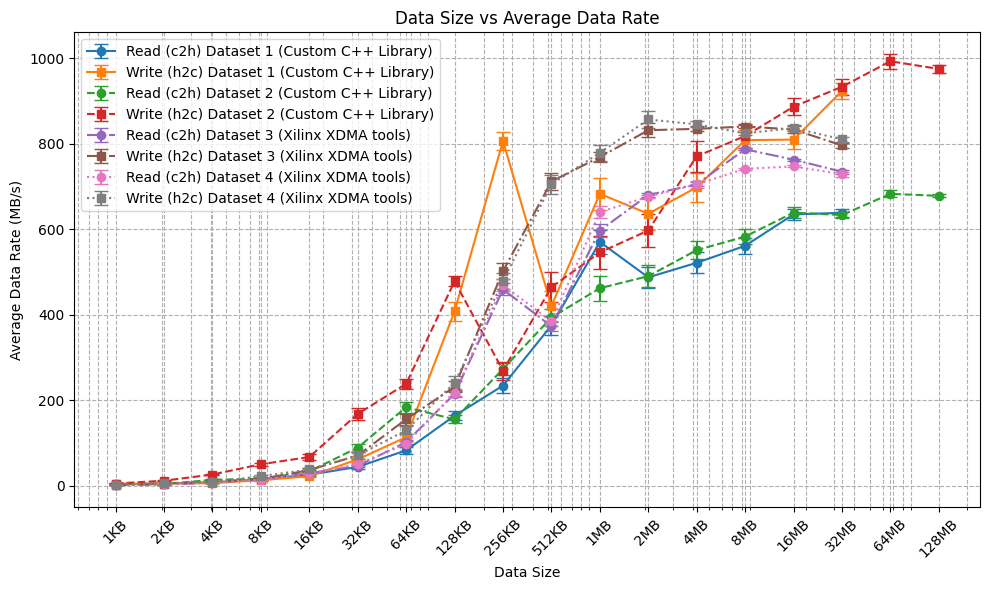 Data Size vs Average Data Rate
Read (c2h) Dataset 1 (Custom C++ Library)
Write (h2c) Dataset 1 (Custom C++ Library)
Read (c2h) Dataset 2 (Custom C++ Library)
Write (h2c) Dataset 2 (Custom C++ Library)
Read (c2h) Dataset 3 (Xilinx XDMA tools)
Write (h2c) Dataset 3 (Xilinx XDMA tools)
Read (c2h) Dataset 4 (Xilinx XDMA tools)
Write (h2c) Dataset 4 (Xilinx XDMA tools)
Average Data Rate (MB/s)
1000
800
600
400
200
0
1KB
2KB
4KB
8KB
16KB
32KB
64KB
128KB
256KB
512KB
1MB
2MB
4MB
8MB
16MB
32MB
64MB
128MB
Data Size